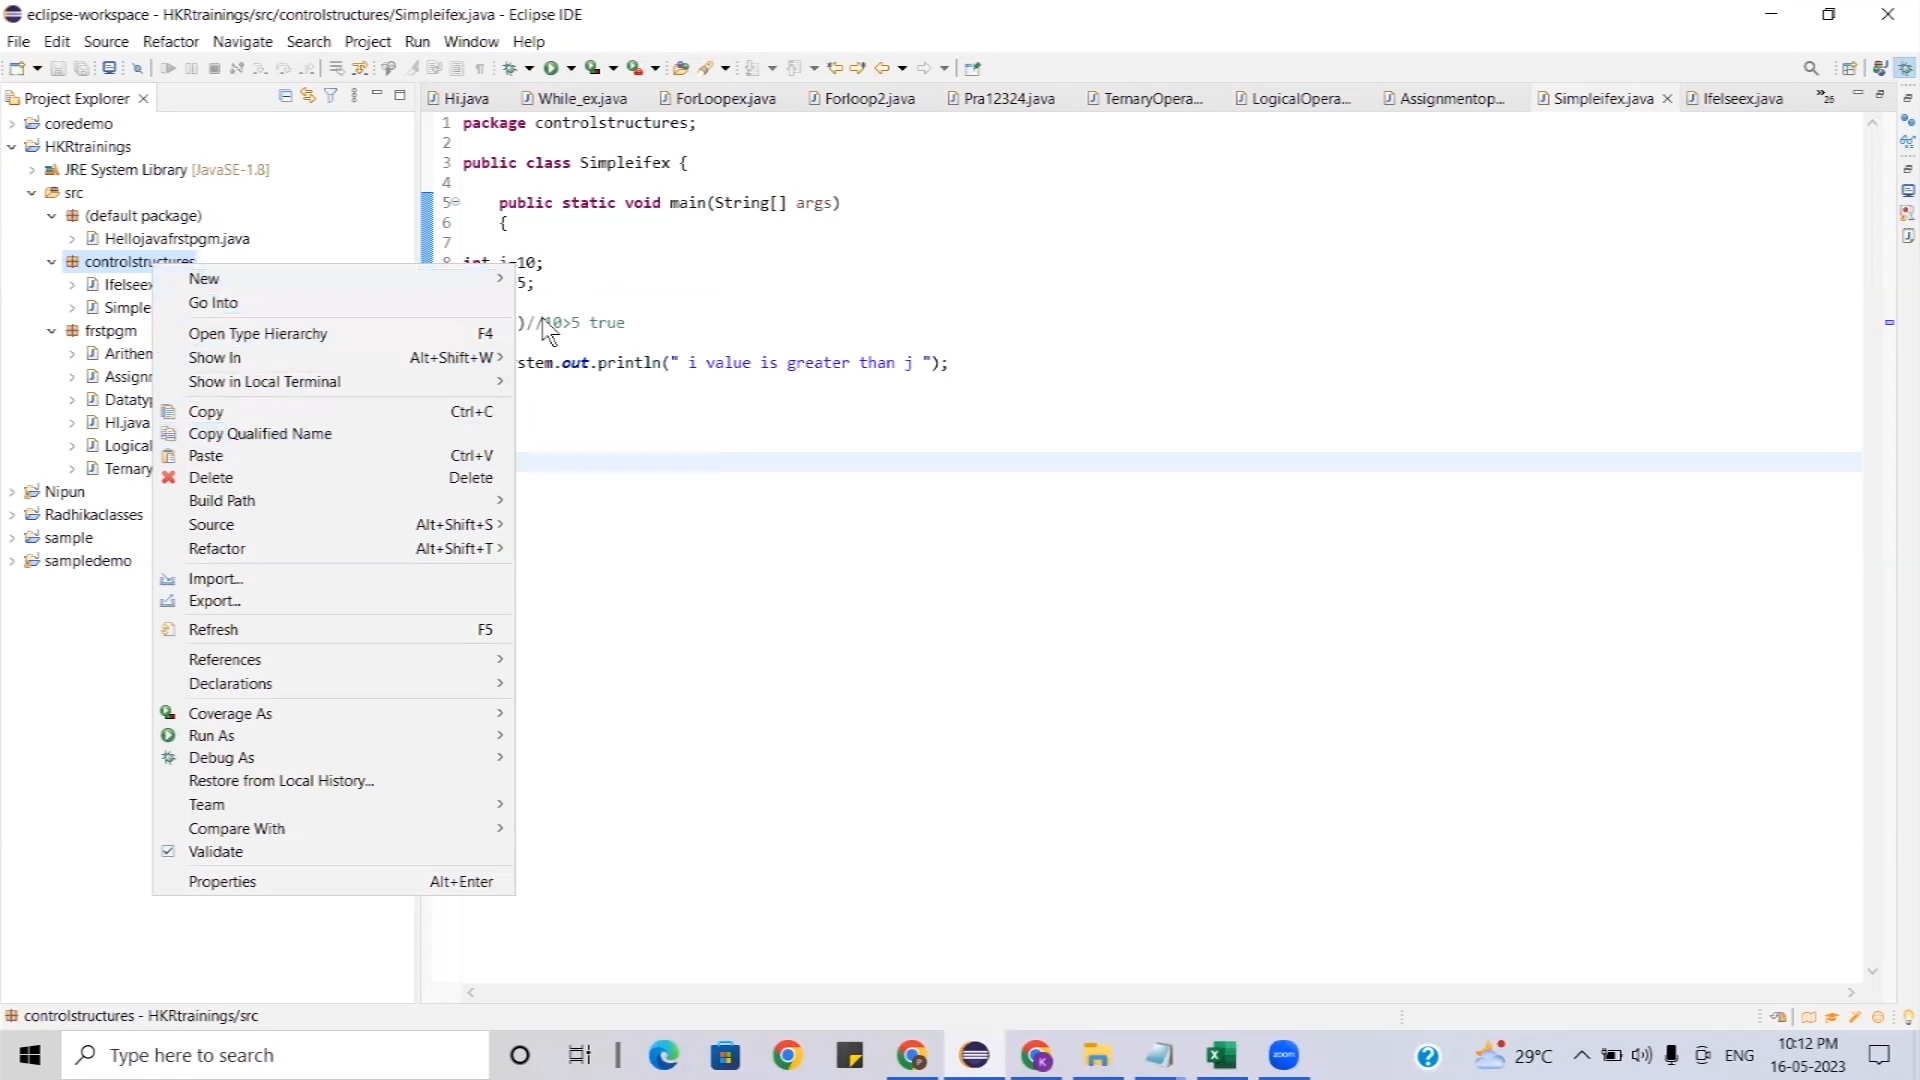 eclipse-workspace - HKRtrainings/src/controlstructures/Simpleifex.java - Eclipse IDE
File Edit Source Refactor Navigate Search Project Run Window Help
Project Explorer
Hi.java While_ex.java ForLoopex.java Forloop2.java Pra12324.java TernaryOpera... LogicalOpera... Assignmentop... Simpleifex.java Ifelseex.java 26
coredemo
HKRtrainings
JRE System Library [JavaSE-1.8]
src
(default package)
Hellojavafrstpgm.java
controlstructures
Ifelseex
Simple
frstpgm
Arithem
Assignm
Dataty
HI.java
Logical
Ternary
Nipun
Radhikaclasses
sample
sampledemo
New
Go Into
Open Type Hierarchy F4
Show In Alt+Shift+W
Show in Local Terminal
Copy Ctrl+C
Copy Qualified Name
Paste Ctrl+V
Delete Delete
Build Path
Source Alt+Shift+S
Refactor Alt+Shift+T
Import...
Export...
Refresh F5
References
Declarations
Coverage As
Run As
Debug As
Restore from Local History...
Team
Compare With
Validate
Properties Alt+Enter
1 package controlstructures;
2
3 public class Simpleifex {
4
5 public static void main(String[] args)
6 {
7
8 int i=10;
5;
)//10>5 true
stem.out.println(" i value is greater than j ");
controlstructures - HKRtrainings/src
Type here to search
zoom
29°C
ENG
10:12 PM
16-05-2023